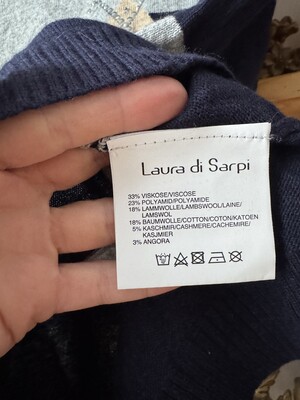 Laura di Sarpi
33% VISKOSE/VISCOSE
23% POLYAMID/POLYAMIDE
18% LAMMWOLLE/LAMBSWOOL/LAINE/
LAMSWOL
18% BAUMWOLLE/COTTON/COTON/KATOEN
5% KASCHMIR/CASHMERE/CACHEMIRE/
KASJMIER
3% ANGORA